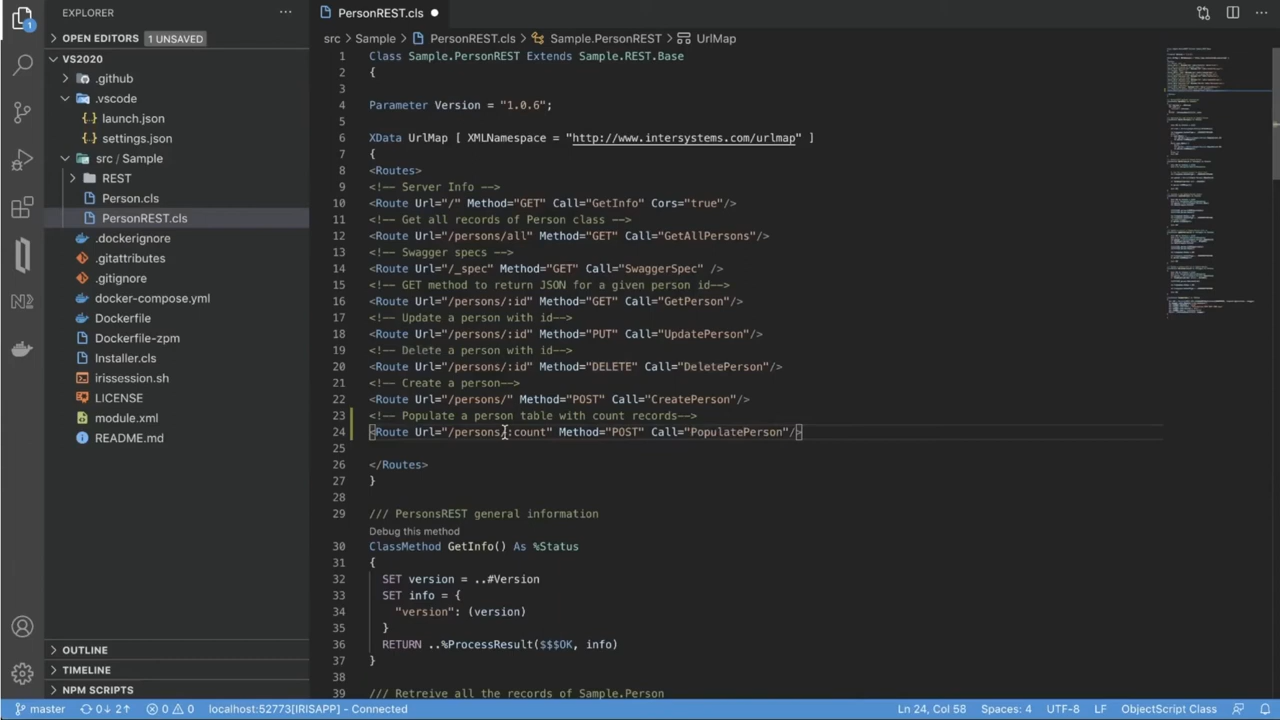 EXPLORER
···
OPEN EDITORS 1 UNSAVED
VS2020
.github
.vscode
launch.json
settings.json
src / Sample
REST
Person.cls
PersonREST.cls
.dockerignore
.gitattributes
.gitignore
docker-compose.yml
Dockerfile
Dockerfile-zpm
Installer.cls
irissession.sh
LICENSE
module.xml
README.md
OUTLINE
TIMELINE
NPM SCRIPTS
1
PersonREST.cls
src > Sample > PersonREST.cls > Sample.PersonREST > UrlMap
1 Class Sample.PersonREST Extends Sample.REST.Base
2 {
3
4 Parameter Version = "1.0.6";
5
6 XData UrlMap [ XMLNamespace = "http://www.intersystems.com/urlmap" ]
7 {
8 <Routes>
9 <!-- Server Info -->
10 <Route Url="/" Method="GET" Call="GetInfo" Cors="true"/>
11 <!-- Get all records of Person class -->
12 <Route Url="/persons/all" Method="GET" Call="GetAllPersons"/>
13 <!-- Swagger specs -->
14 <Route Url="/_spec" Method="GET" Call="SwaggerSpec" />
15 <!-- GET method to return JSON for a given person id-->
16 <Route Url="/persons/:id" Method="GET" Call="GetPerson"/>
17 <!-- Update a person with id-->
18 <Route Url="/persons/:id" Method="PUT" Call="UpdatePerson"/>
19 <!-- Delete a person with id-->
20 <Route Url="/persons/:id" Method="DELETE" Call="DeletePerson"/>
21 <!-- Create a person-->
22 <Route Url="/persons/" Method="POST" Call="CreatePerson"/>
23 <!-- Populate a person table with count records-->
24 <Route Url="/persons/:count" Method="POST" Call="PopulatePerson"/>
25
26 </Routes>
27 }
28
29 /// PersonsREST general information
Debug this method
30 ClassMethod GetInfo() As %Status
31 {
32 SET version = ..#Version
33 SET info = {
34 "version": (version)
35 }
36 RETURN ..%ProcessResult($$$OK, info)
37 }
38
39 /// Retreive all the records of Sample.Person
master 0↓ 2↑ 0 0 localhost:52773[IRISAPP] - Connected Ln 24, Col 58 Spaces: 4 UTF-8 LF ObjectScript Class